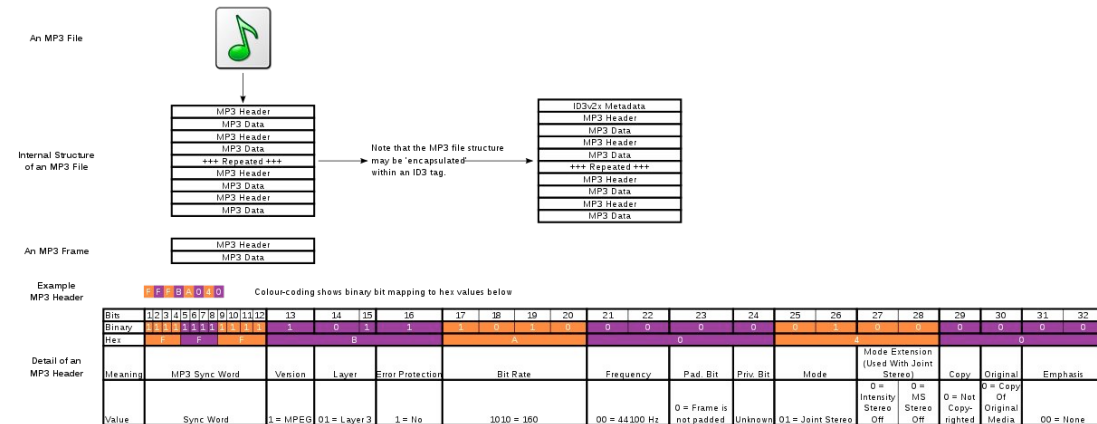 An MP3 File
MP3 Header
MP3 Data
MP3 Header
MP3 Data
+++ Repeated +++
MP3 Header
MP3 Data
MP3 Header
MP3 Data
Internal Structure
of an MP3 File
Note that the MP3 file structure
may be 'encapsulated'
within an ID3 tag.
ID3v2x Metadata
MP3 Header
MP3 Data
MP3 Header
MP3 Data
+++ Repeated +++
MP3 Header
MP3 Data
MP3 Header
MP3 Data
An MP3 Frame
MP3 Header
MP3 Data
Example
MP3 Header
F F F B A 0 4 0
Colour-coding shows binary bit mapping to hex values below
Detail of an
MP3 Header
Bits 1 2 3 4 5 6 7 8 9 10 11 12 13 14 15 16 17 18 19 20 21 22 23 24 25 26 27 28 29 30 31 32
Binary 1 1 1 1 1 1 1 1 1 1 1 1 1 0 1 1 1 0 1 0 0 0 0 0 0 1 0 0 0 0 0 0
Hex F F F B A 0 4 0
Meaning MP3 Sync Word Version Layer Error Protection Bit Rate Frequency Pad. Bit Priv. Bit Mode Mode Extension (Used With Joint Stereo) Copy Original Emphasis
Value Sync Word 1 = MPEG 01 = Layer 3 1 = No 1010 = 160 00 = 44100 Hz 0 = Frame is not padded Unknown 01 = Joint Stereo 0 = Intensity Stereo Off 0 = MS Stereo Off 0 = Not Copy-righted 0 = Copy Of Original Media 00 = None